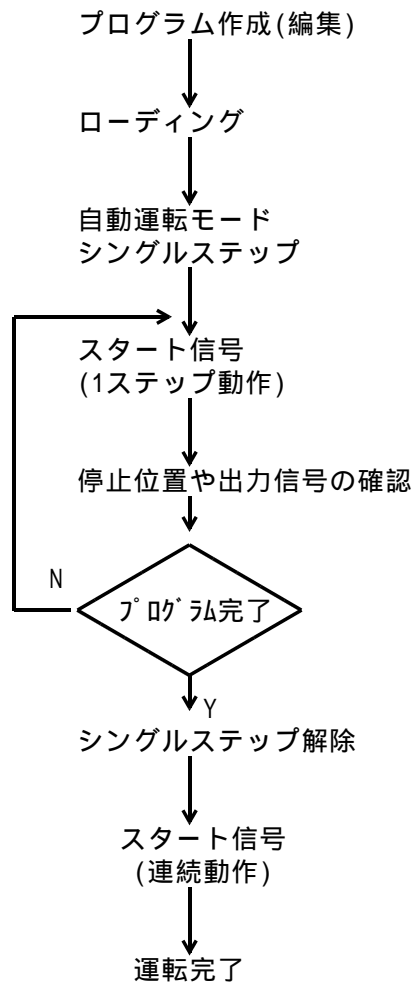 プログラム作成(編集)
ローディング
自動運転モード
シングルステップ
スタート信号
(1ステップ動作)
停止位置や出力信号の確認
N
ﾌﾟﾛｸﾞﾗﾑ完了
Y
シングルステップ解除
スタート信号
(連続動作)
運転完了